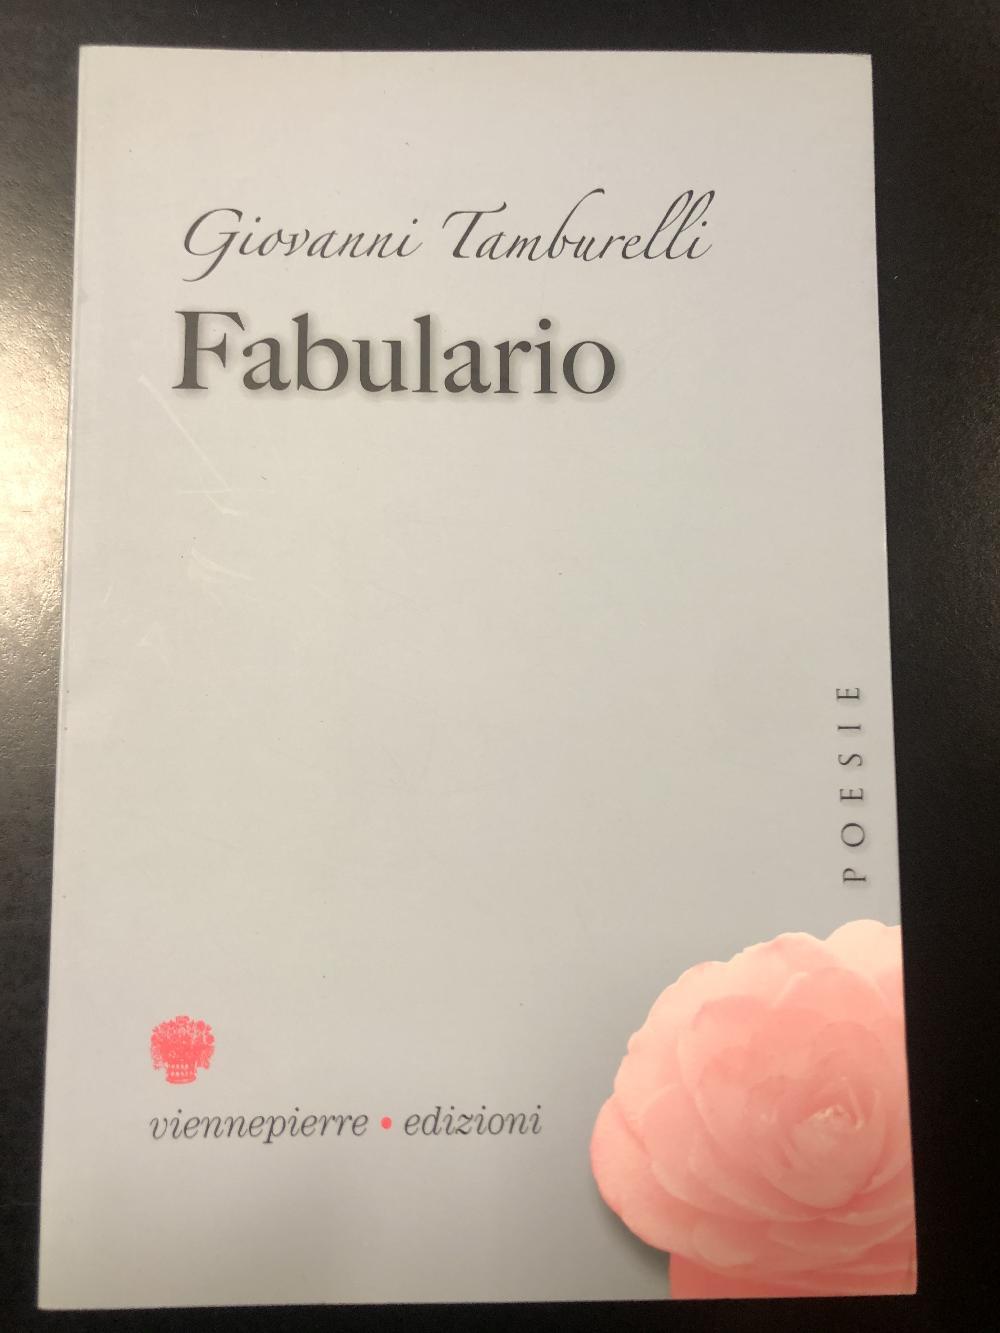 Giovanni Tamburelli
Fabulario
POESIE
viennepierre • edizioni